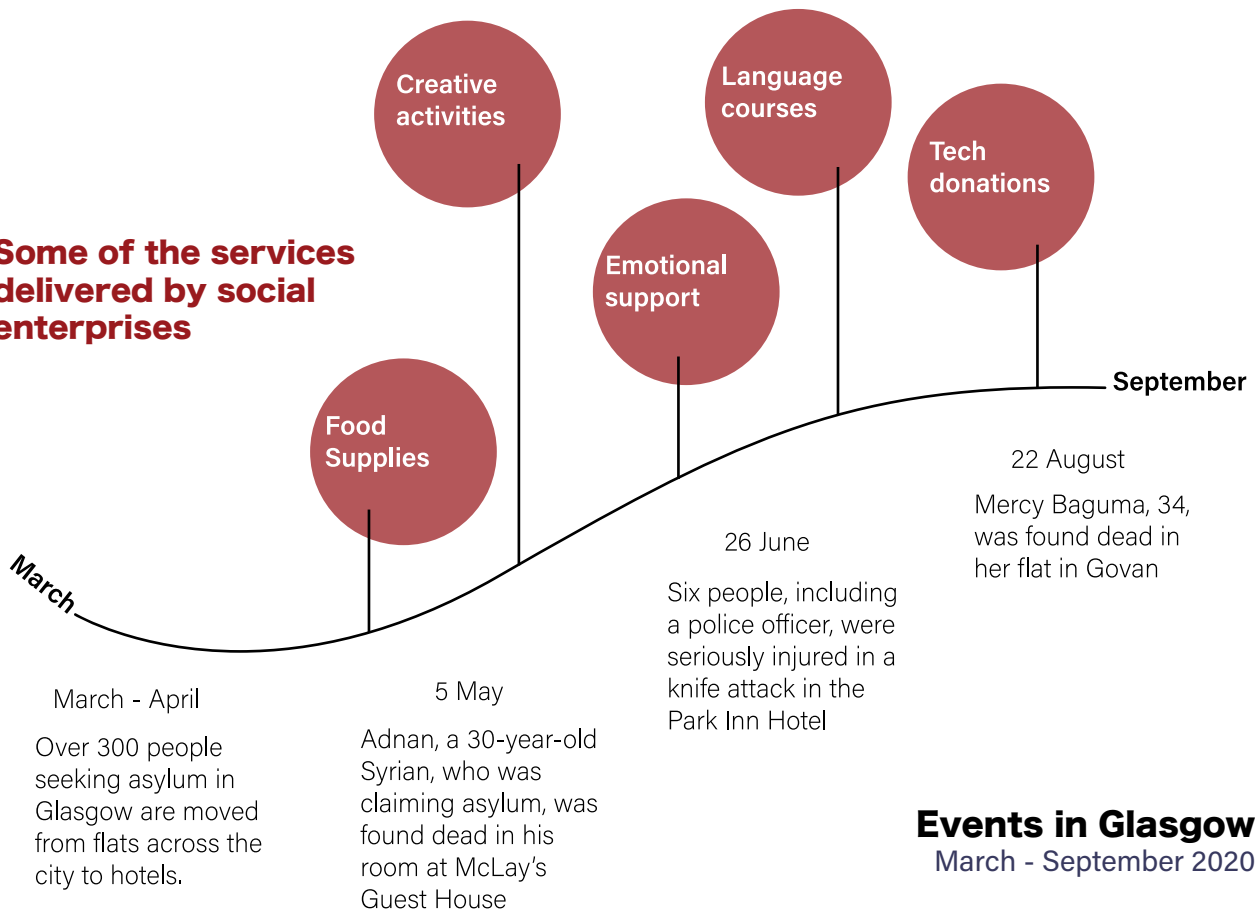 Creative
activities
Language
courses
Tech
donations
Some of the services
delivered by social
enterprises
Emotional
support
Food
Supplies
September
March
22 August
Mercy Baguma, 34,
was found dead in
her flat in Govan
26 June
Six people, including
a police officer, were
seriously injured in a
knife attack in the
Park Inn Hotel
March - April
Over 300 people
seeking asylum in
Glasgow are moved
from flats across the
city to hotels.
5 May
Adnan, a 30-year-old
Syrian, who was
claiming asylum, was
found dead in his
room at McLay's
Guest House
Events in Glasgow
March - September 2020